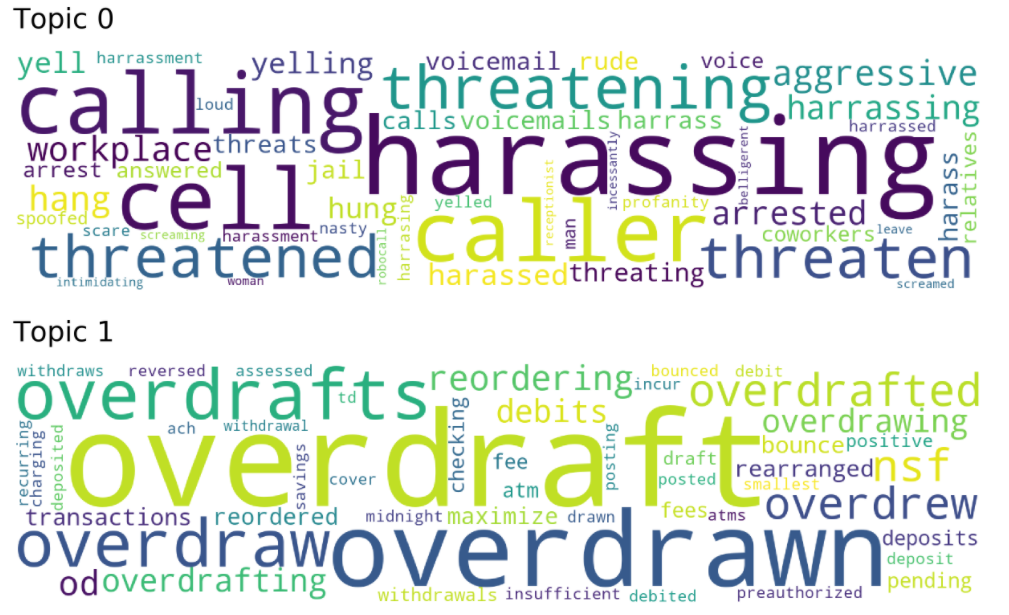 Topic 0
yell harrassment yelling voicemail rude voice aggressive
calling loud threatening harrassing
calls voicemails harrass harrassed
workplace threats harassing incessantly belligerent harass relatives
arrest answered jail
hang cell hung yelled receptionist profanity arrested
spoofed scare screaming harassment nasty caller man coworkers leave
threatened robocall harrasing harassed threating threaten
intimidating woman screamed
Topic 1
withdraws reversed assessed bounced debit
overdrafts td reordering incur overdrafted
debits overdrawing
recurring charging deposited ach withdrawal overdraft checking bounce positive
savings cover fee posting draft rearranged nsf
atm posted smallest
transactions reordered midnight maximize drawn fees atms overdrew
overdraw overdrawn deposits
od overdrafting deposit
withdrawals insufficient debited preauthorized pending